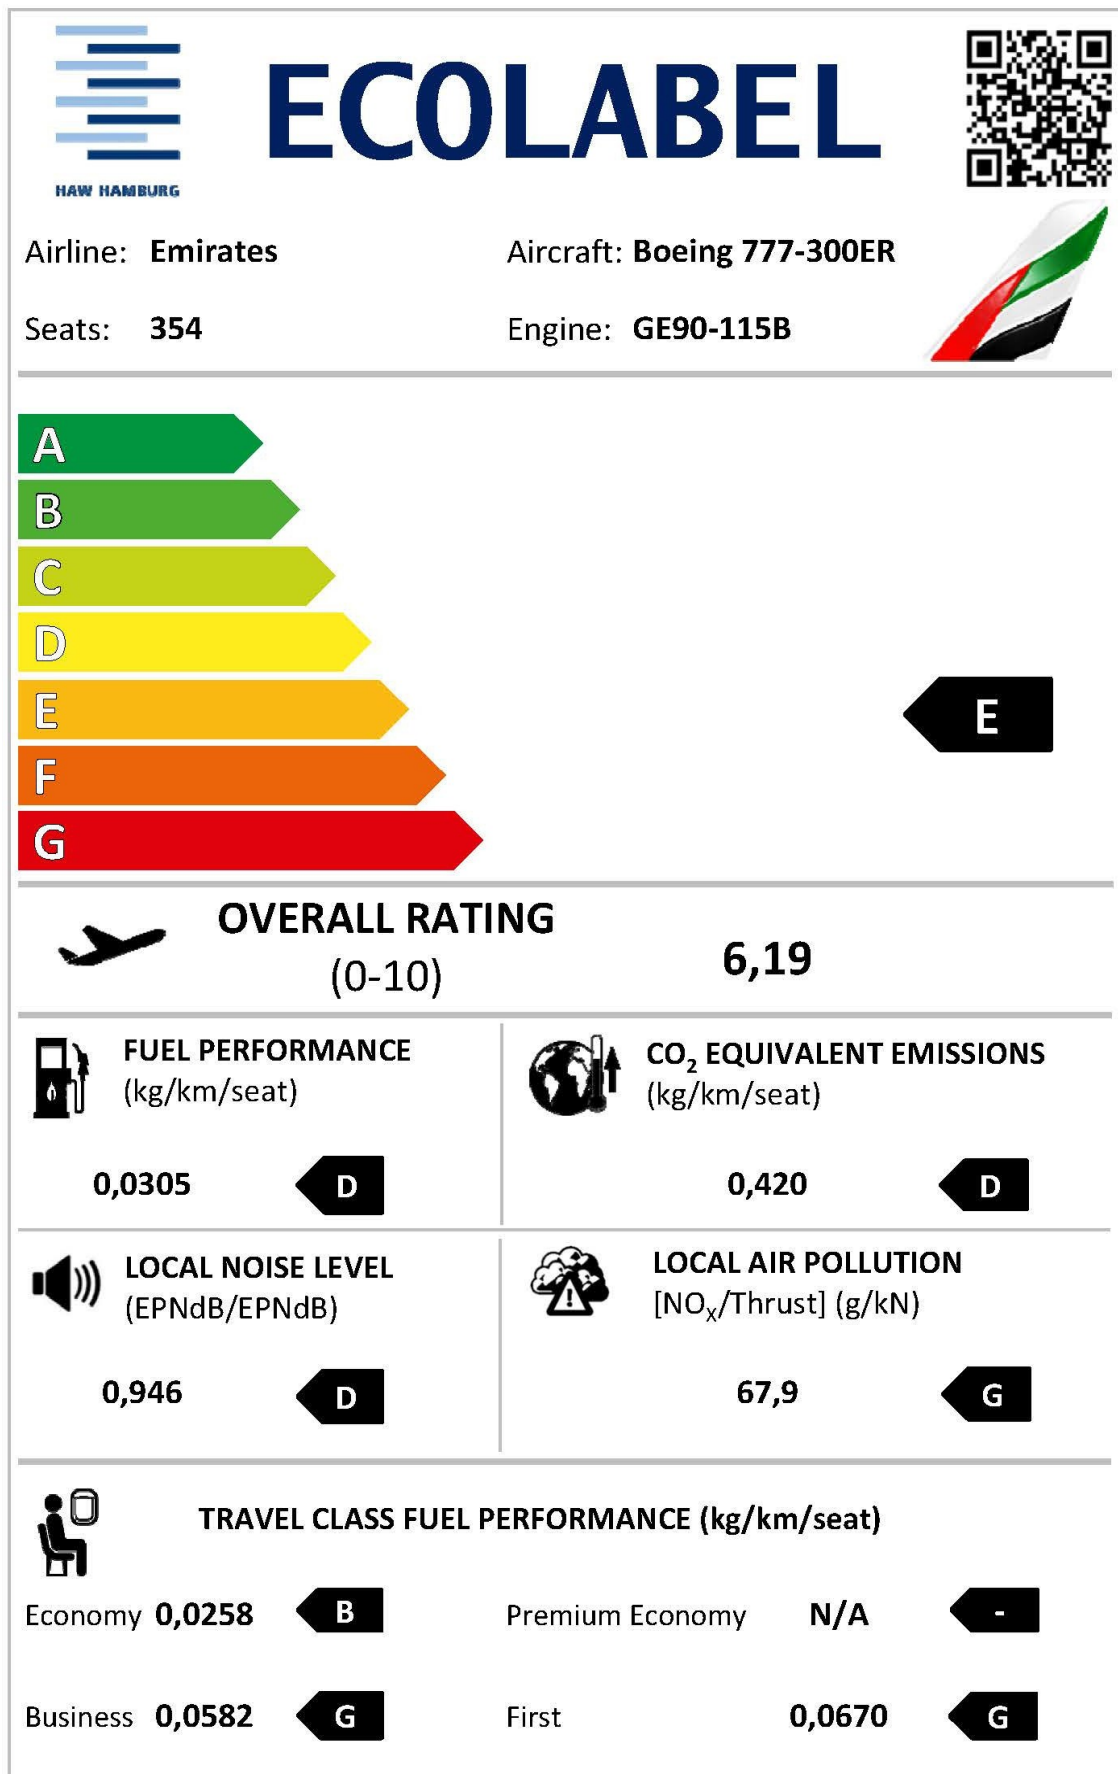 HAW HAMBURG
ECOLABEL
Airline: Emirates
Aircraft: Boeing 777-300ER
Seats: 354
Engine: GE90-115B
A
B
C
D
E
F
G
E
OVERALL RATING
(0-10)
6,19
FUEL PERFORMANCE
(kg/km/seat)
0,0305 D
CO₂ EQUIVALENT EMISSIONS
(kg/km/seat)
0,420 D
LOCAL NOISE LEVEL
(EPNdB/EPNdB)
0,946 D
LOCAL AIR POLLUTION
[NOₓ/Thrust] (g/kN)
67,9 G
TRAVEL CLASS FUEL PERFORMANCE (kg/km/seat)
Economy 0,0258 B
Premium Economy N/A -
Business 0,0582 G
First 0,0670 G